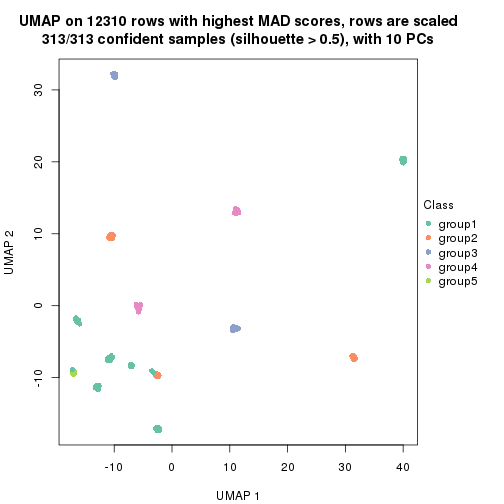 UMAP on 12310 rows with highest MAD scores, rows are scaled
313/313 confident samples (silhouette > 0.5), with 10 PCs
30
20
10
0
-10
UMAP 2
-10 0 10 20 30 40
UMAP 1
Class
group1
group2
group3
group4
group5